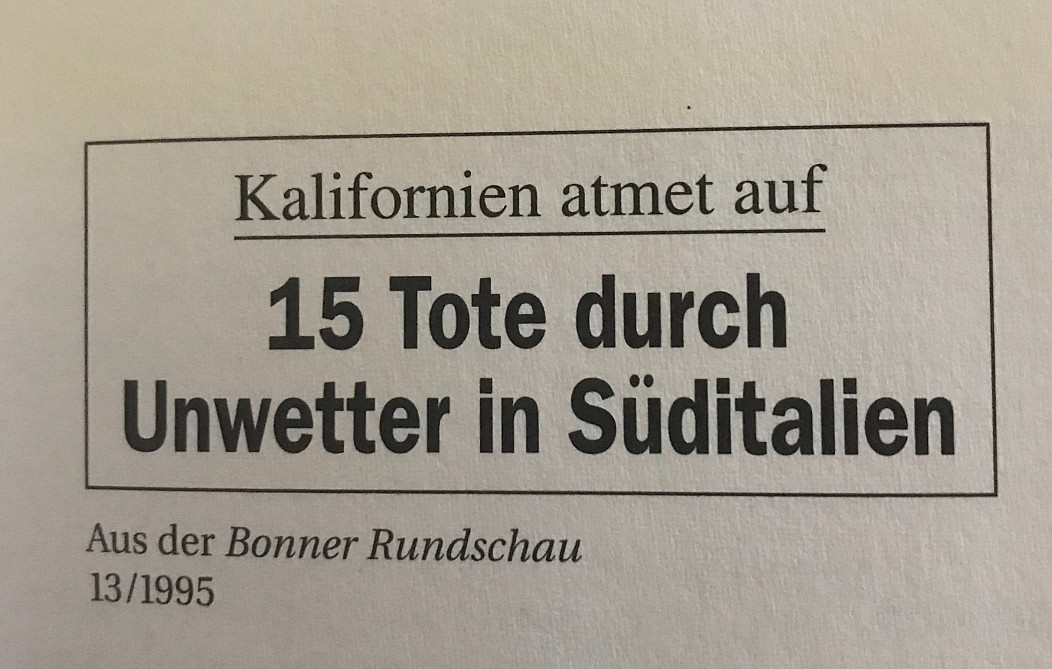 Kalifornien atmet auf
15 Tote durch
Unwetter in Süditalien
Aus der Bonner Rundschau
13/1995